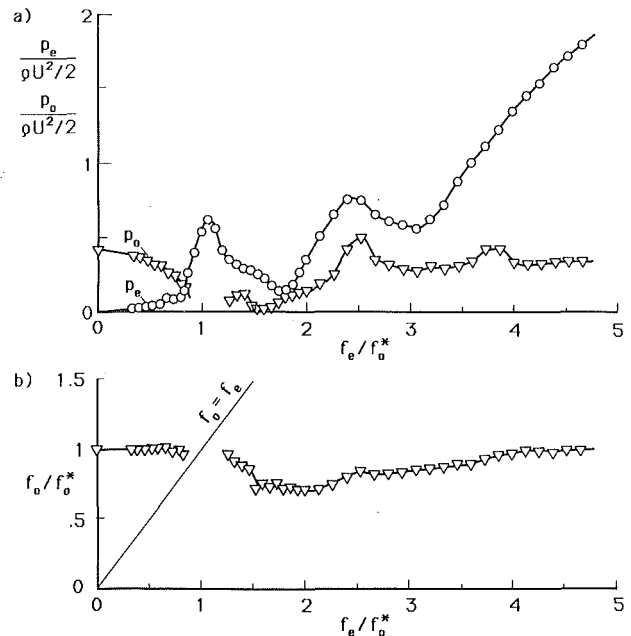 a)
2
p_e
ρU²/2
p_o
ρU²/2
1
p_o
p_e
0
0 1 2 3 4 5
f_e/f_o*
b)
1.5
f_o = f_e
1
f_o/f_o*
.5
0
0 1 2 3 4 5
f_e/f_o*